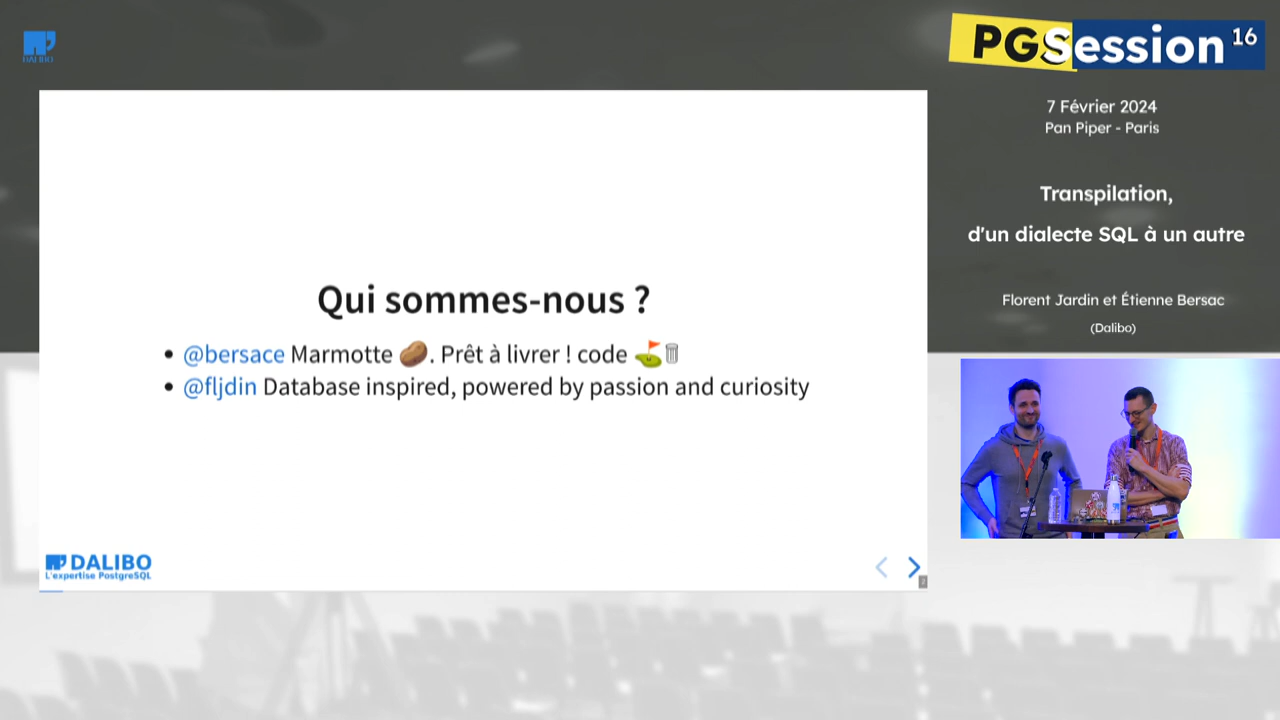 DALIBO
PGSession 16
7 Février 2024
Pan Piper - Paris
Transpilation,
d'un dialecte SQL à un autre
Florent Jardin et Étienne Bersac
(Dalibo)
Qui sommes-nous ?
@bersace Marmotte 🥔. Prêt à livrer ! code ⛳🗑
@fljdin Database inspired, powered by passion and curiosity
DALIBO
L'expertise PostgreSQL
2